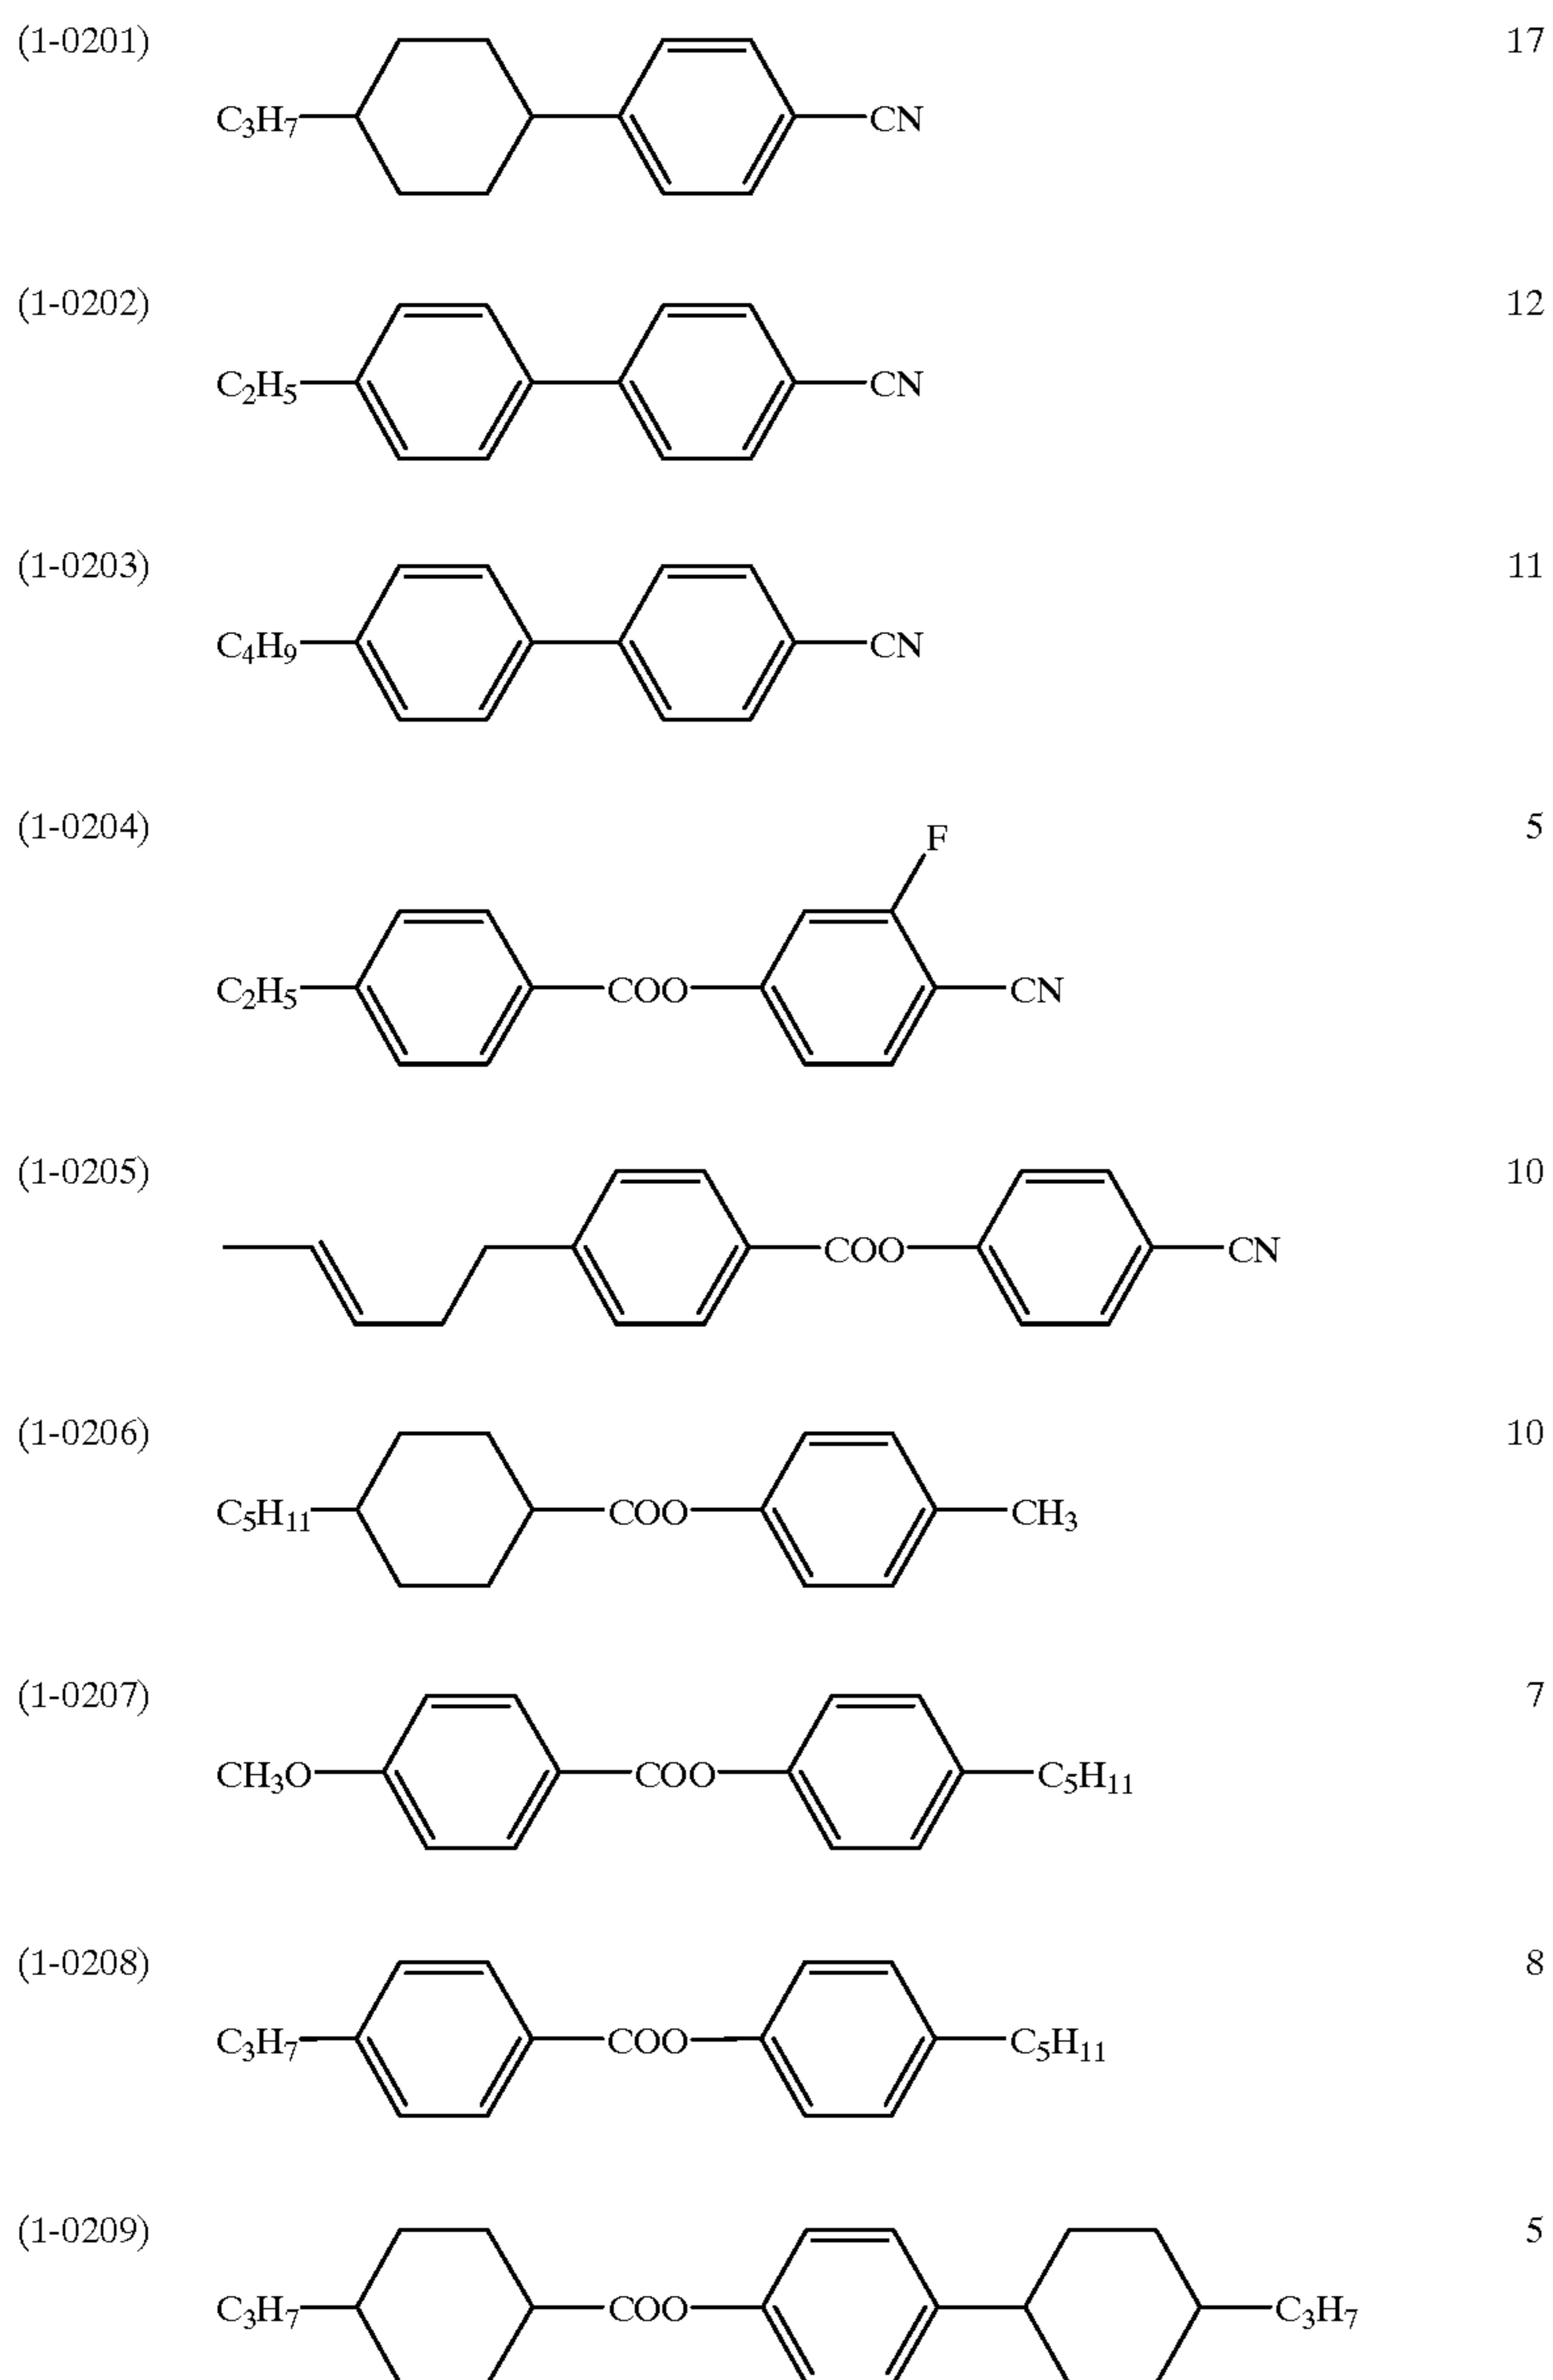 (1-0201) 17
C₃H₇ CN
(1-0202) 12
C₂H₅ CN
(1-0203) 11
C₄H₉ CN
(1-0204) 5
F
C₂H₅ COO CN
(1-0205) 10
COO CN
(1-0206) 10
C₅H₁₁ COO CH₃
(1-0207) 7
CH₃O COO C₅H₁₁
(1-0208) 8
C₃H₇ COO C₅H₁₁
(1-0209) 5
C₃H₇ COO C₃H₇